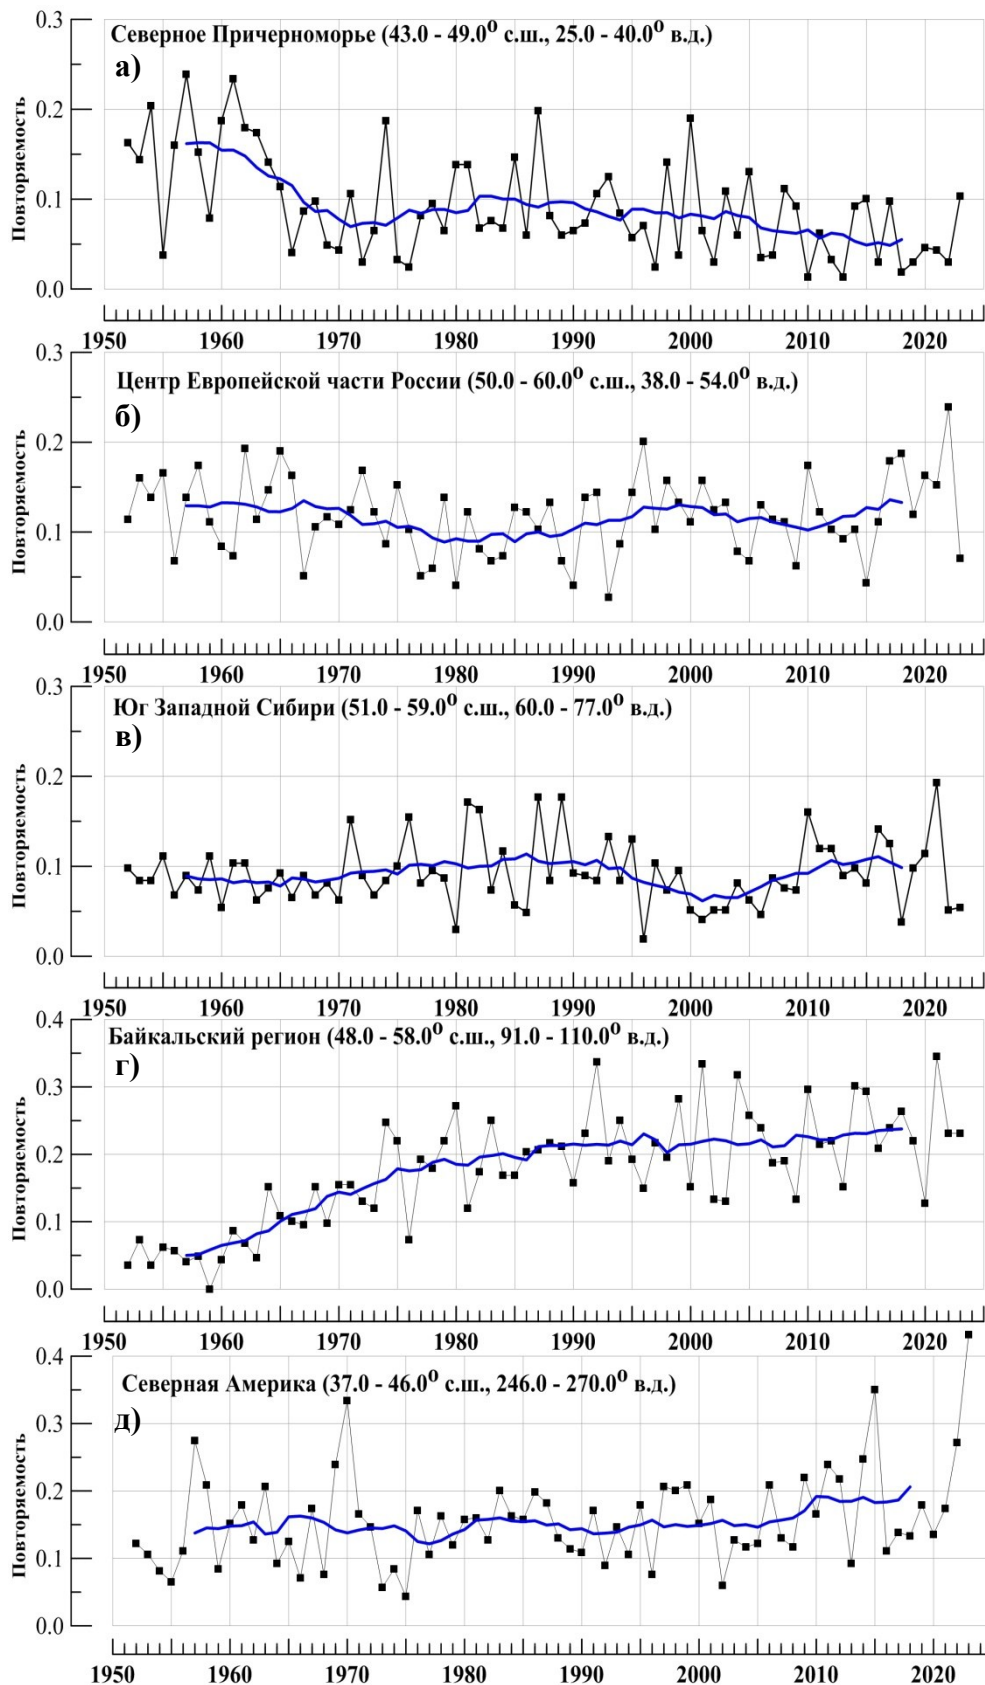 0.3
Северное Причерноморье (43.0 - 49.0⁰ с.ш., 25.0 - 40.0⁰ в.д.)
а)
0.2
Повторяемость
0.1
0.0
1950 1960 1970 1980 1990 2000 2010 2020
0.3
Центр Европейской части России (50.0 - 60.0⁰ с.ш., 38.0 - 54.0⁰ в.д.)
б)
0.2
Повторяемость
0.1
0.0
1950 1960 1970 1980 1990 2000 2010 2020
0.3
Юг Западной Сибири (51.0 - 59.0⁰ с.ш., 60.0 - 77.0⁰ в.д.)
в)
0.2
Повторяемость
0.1
0.0
1950 1960 1970 1980 1990 2000 2010 2020
0.4
Байкальский регион (48.0 - 58.0⁰ с.ш., 91.0 - 110.0⁰ в.д.)
г)
0.3
0.2
Повторяемость
0.1
0.0
1950 1960 1970 1980 1990 2000 2010 2020
0.4
Северная Америка (37.0 - 46.0⁰ с.ш., 246.0 - 270.0⁰ в.д.)
д)
0.3
0.2
Повторяемость
0.1
0.0
1950 1960 1970 1980 1990 2000 2010 2020